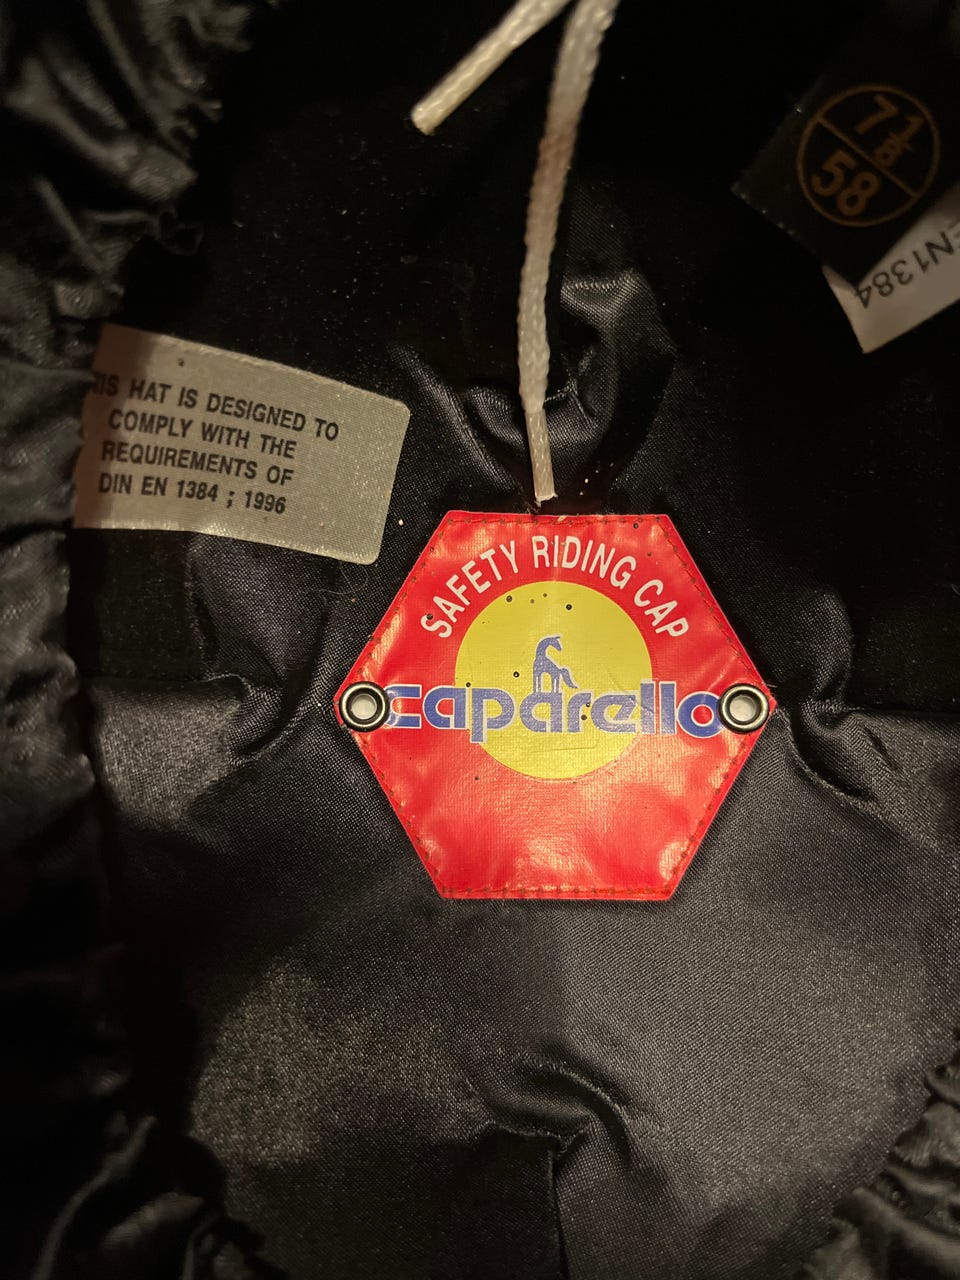 7 1/8
58
EN1384
IS HAT IS DESIGNED TO
COMPLY WITH THE
REQUIREMENTS OF
DIN EN 1384 ; 1996
SAFETY RIDING CAP
caparello